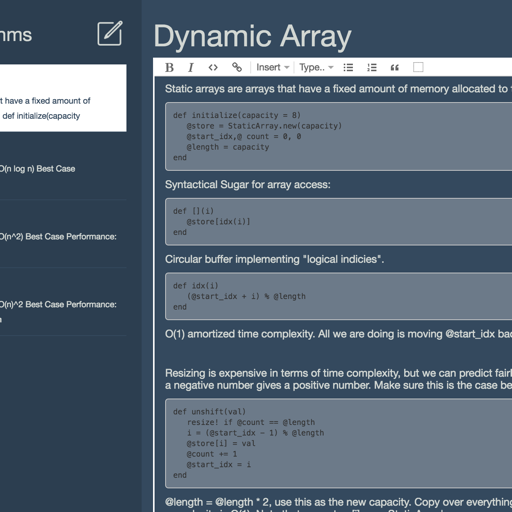 hms
Dynamic Array
B I <> Insert Type..
t have a fixed amount of
def initialize(capacity
O(n log n) Best Case
O(n^2) Best Case Performance:
O(n)^2 Best Case Performance:
Static arrays are arrays that have a fixed amount of memory allocated to
def initialize(capacity = 8)
@store = StaticArray.new(capacity)
@start_idx,@ count = 0, 0
@length = capacity
end
Syntactical Sugar for array access:
def [](i)
@store[idx(i)]
end
Circular buffer implementing "logical indicies".
def idx(i)
(@start_idx + i) % @length
end
O(1) amortized time complexity. All we are doing is moving @start_idx bac
Resizing is expensive in terms of time complexity, but we can predict fair
a negative number gives a positive number. Make sure this is the case be
def unshift(val)
resize! if @count == @length
i = (@start_idx - 1) % @length
@store[i] = val
@count += 1
@start_idx = i
end
@length = @length * 2, use this as the new capacity. Copy over everything